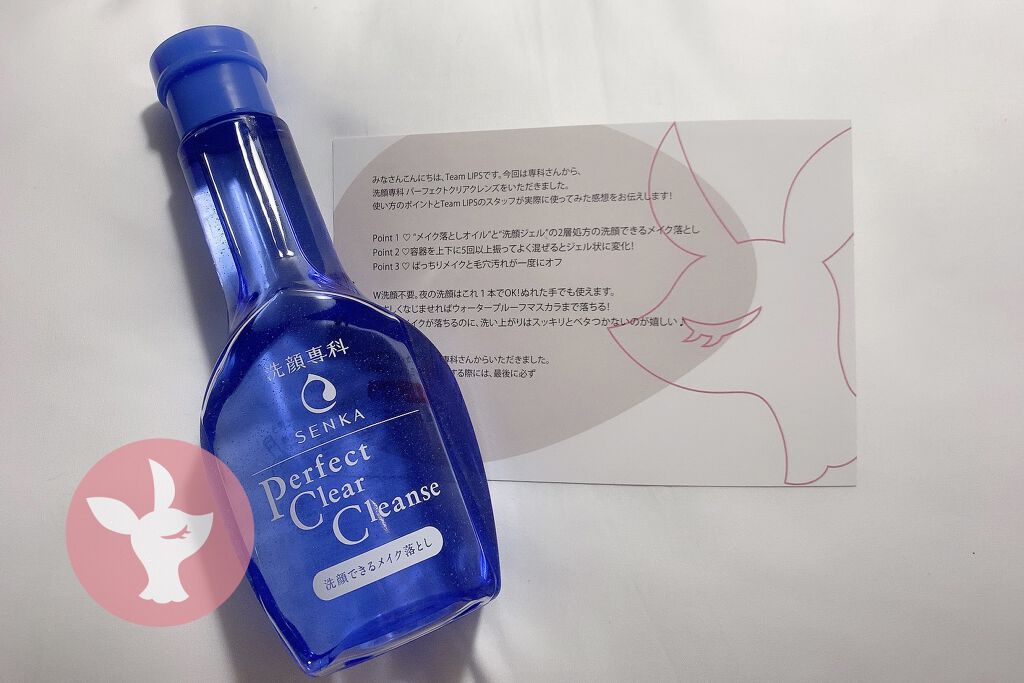 みなさんこんにちは、Team LIPSです。今回は専科さんから、
洗顔専科 パーフェクトクリアクレンズをいただきました。
使い方のポイントとTeam LIPSのスタッフが実際に使ってみた感想をお伝えします!
Point 1 ♡ “メイク落としオイル”と“洗顔ジェル”の2層処方の洗顔できるメイク落とし
Point 2 ♡ 容器を上下に5回以上振ってよく混ぜるとジェル状に変化!
Point 3 ♡ ばっちりメイクと毛穴汚れが一度にオフ
W洗顔不要。夜の洗顔はこれ1本でOK!ぬれた手でも使えます。
しくなじませればウォータープルーフマスカラまで落ちる!
イクが落ちるのに、洗い上がりはスッキリとベタつかないのが嬉しい♪
専科さんからいただきました。
する際には、最後に必ず
洗顔専科
SENKA
Perfect
Clear
Cleanse
洗顔できるメイク落とし